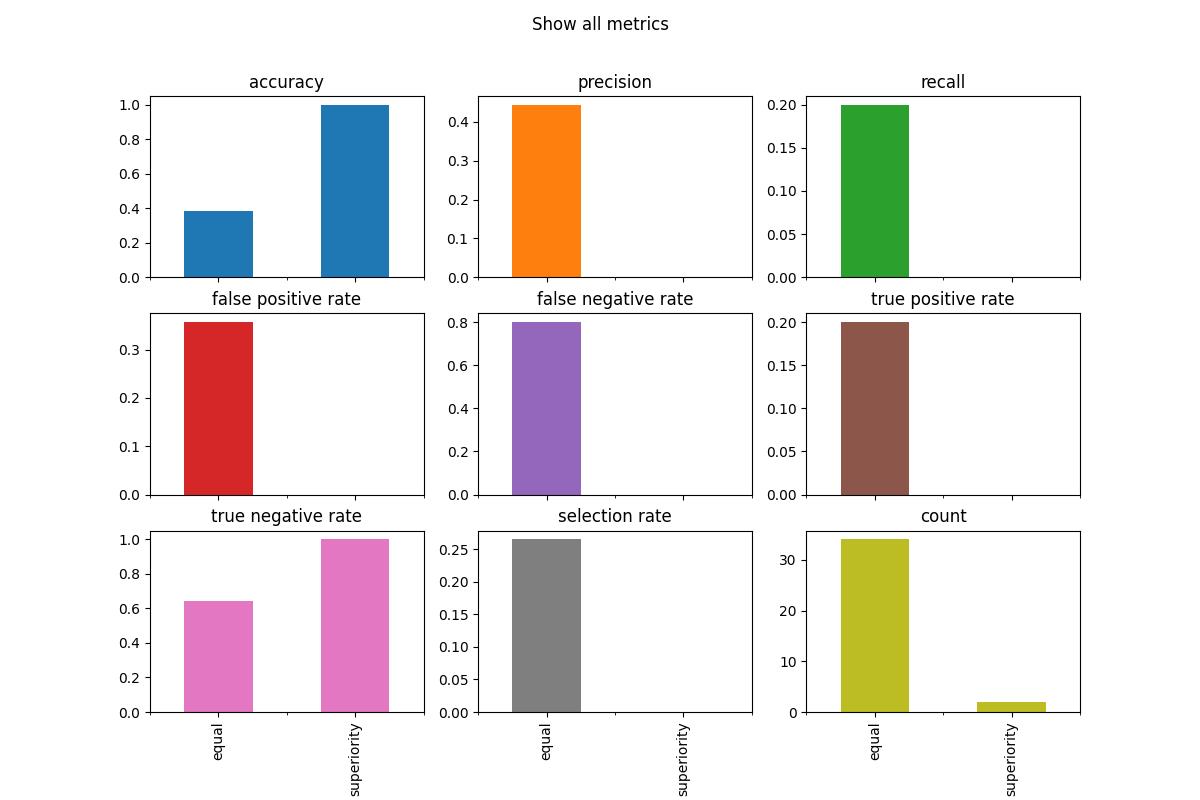 Show all metrics
accuracy
precision
recall
1.0
0.8
0.6
0.4
0.2
0.0
0.4
0.3
0.2
0.1
0.0
0.20
0.15
0.10
0.05
0.00
false positive rate
false negative rate
true positive rate
0.3
0.2
0.1
0.0
0.8
0.6
0.4
0.2
0.0
0.20
0.15
0.10
0.05
0.00
true negative rate
selection rate
count
1.0
0.8
0.6
0.4
0.2
0.0
0.25
0.20
0.15
0.10
0.05
0.00
30
20
10
0
equal
superiority
equal
superiority
equal
superiority